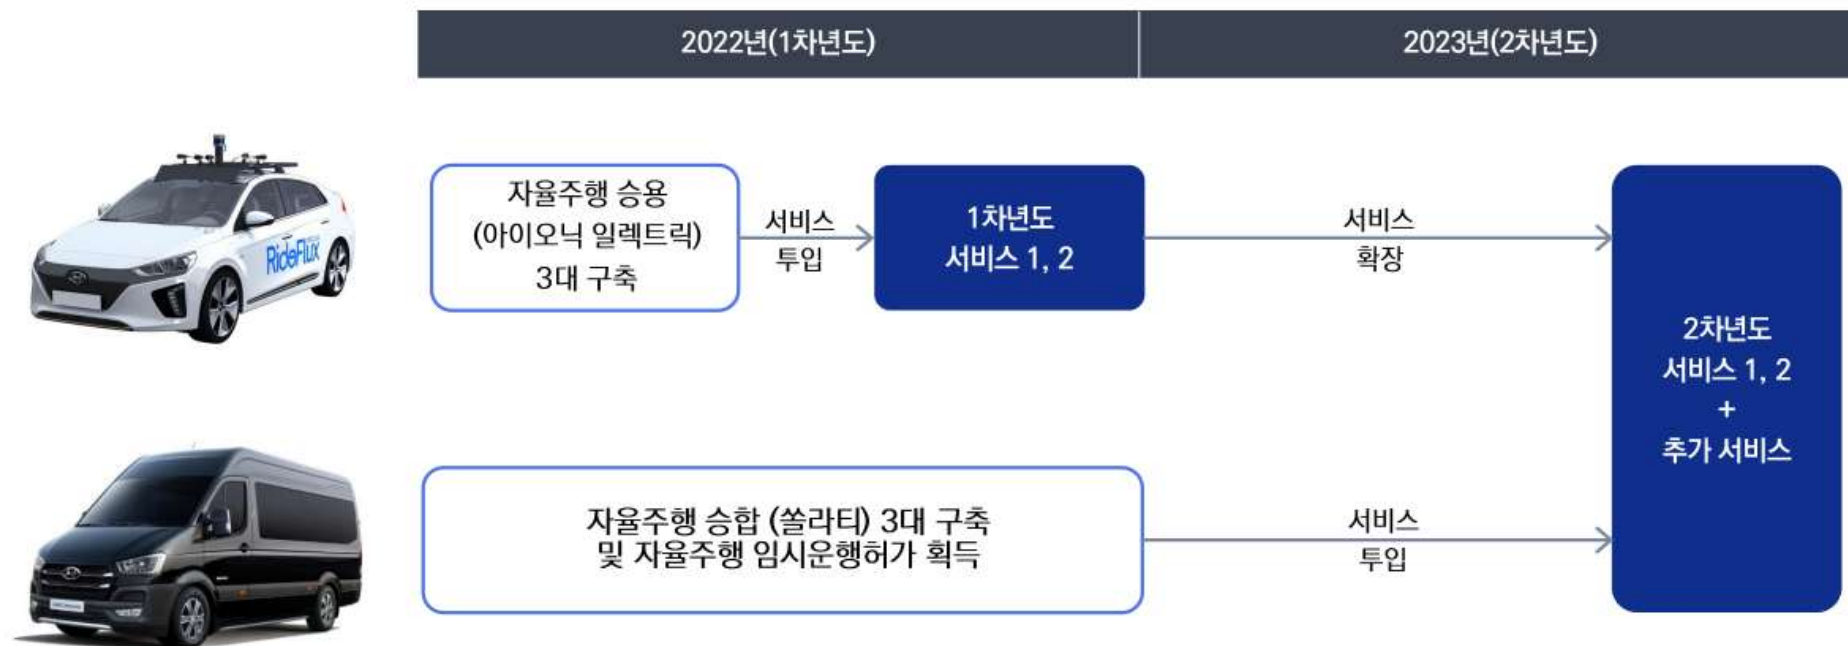 2022년(1차년도)
2023년(2차년도)
RideFlux
자율주행 승용
(아이오닉 일렉트릭)
3대 구축
서비스
투입
1차년도
서비스 1, 2
서비스
확장
2차년도
서비스 1, 2
+
추가 서비스
자율주행 승합 (쏠라티) 3대 구축
및 자율주행 임시운행허가 획득
서비스
투입